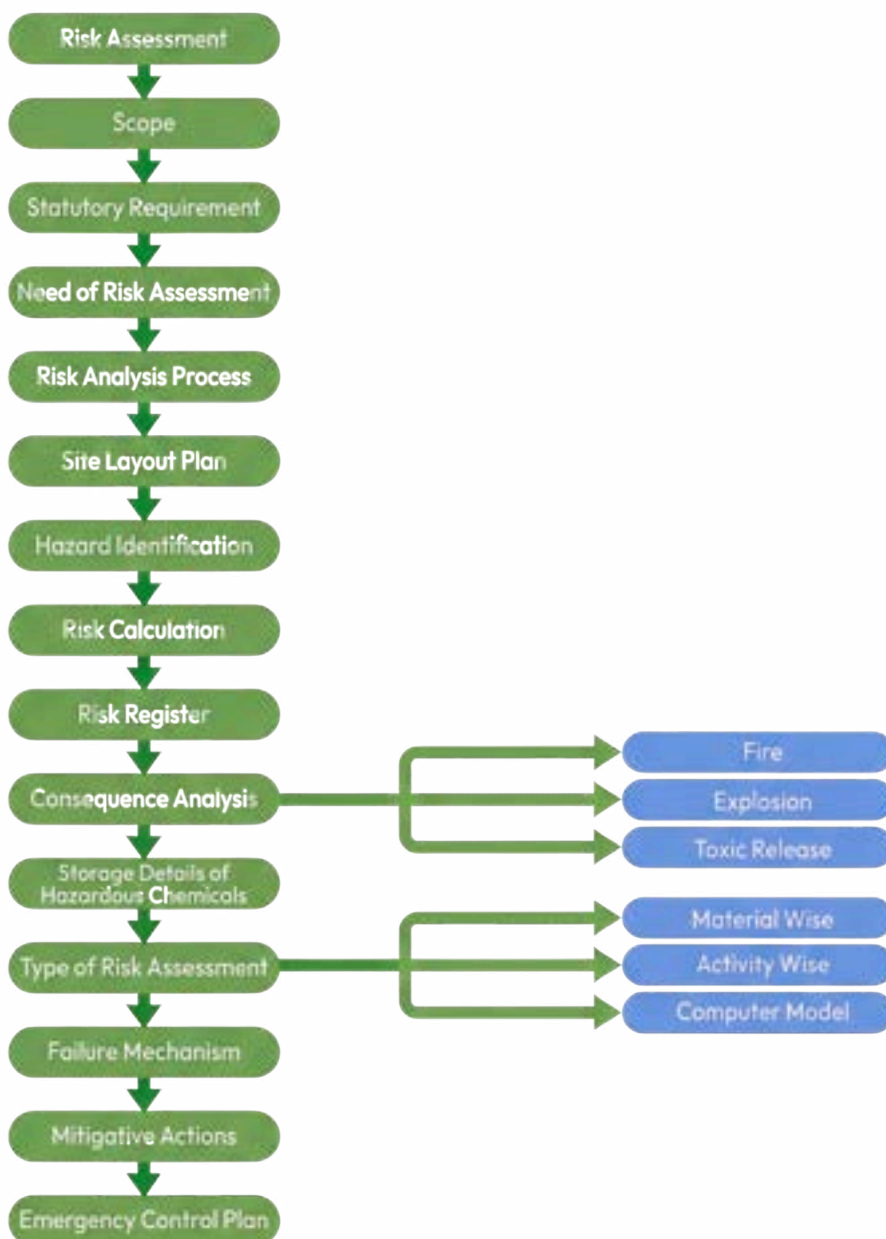 Risk Assessment
Scope
Statutory Requirement
Need of Risk Assessment
Risk Analysis Process
Site Layout Plan
Hazard Identification
Risk Calculation
Risk Register
Consequence Analysis
Fire
Explosion
Toxic Release
Storage Details of
Hazardous Chemicals
Type of Risk Assessment
Material Wise
Activity Wise
Computer Model
Failure Mechanism
Mitigative Actions
Emergency Control Plan